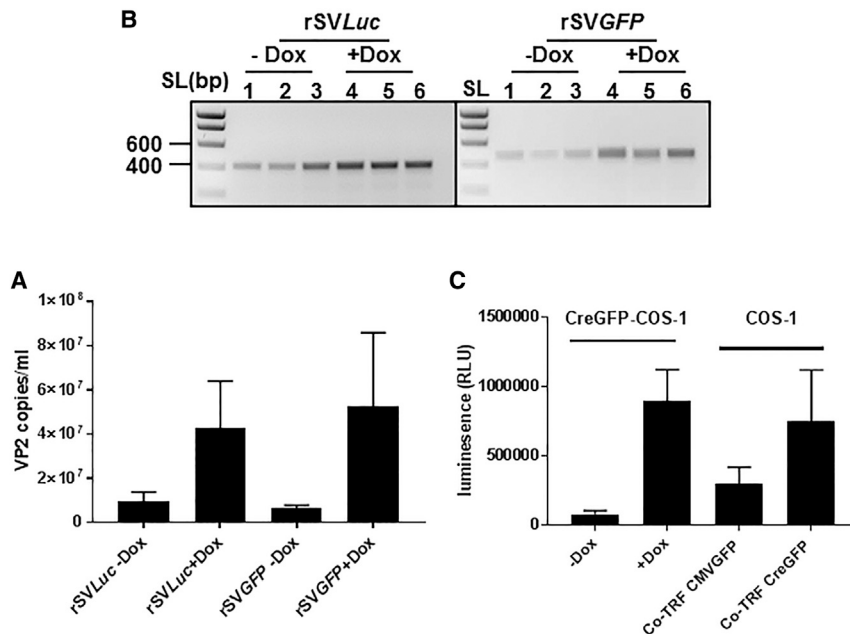 B
rSVLuc rSVGFP
- Dox +Dox -Dox +Dox
SL(bp) 1 2 3 4 5 6 SL 1 2 3 4 5 6
600
400
A
1× 10⁸
8× 10⁷
6× 10⁷
4× 10⁷
2× 10⁷
0
VP2 copies/ml
rSVLuc -Dox
rSVLuc+Dox
rSVGFP -Dox
rSVGFP+Dox
C
CreGFP-COS-1 COS-1
1500000
1000000
500000
0
luminesence (RLU)
-Dox
+Dox
Co-TRF CMVGFP
Co-TRF CreGFP